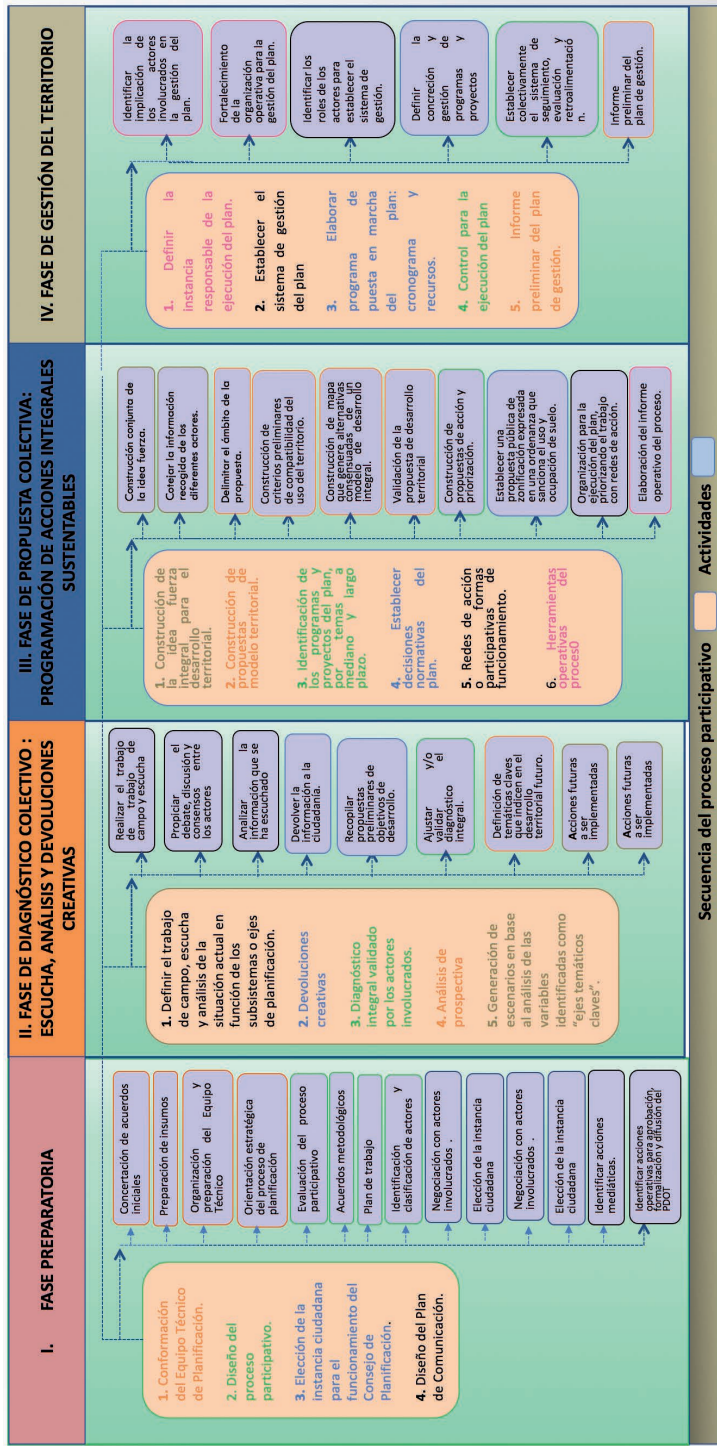 I. FASE PREPARATORIA
1. Conformación
del Equipo Técnico
de Planificación.
2. Diseño del
proceso
participativo.
3. Elección de la
instancia ciudadana
para el
funcionamiento del
Consejo de
Planificación.
4. Diseño del Plan
de Comunicación.
Concertación de acuerdos
iniciales
Preparación de insumos
Organización y
preparación del Equipo
Técnico
Orientación estratégica
del proceso de
planificación
Evaluación del proceso
participativo
Acuerdos metodológicos
Plan de trabajo
Identificación y
clasificación de actores
Negociación con actores
involucrados .
Elección de la instancia
ciudadana
Negociación con actores
involucrados .
Elección de la instancia
ciudadana
Identificar acciones
mediáticas.
Identificar acciones
operativas para aprobación,
formalización y difusión del
PDOT
II. FASE DE DIAGNÓSTICO COLECTIVO :
ESCUCHA, ANÁLISIS Y DEVOLUCIONES
CREATIVAS
1. Definir el trabajo
de campo, escucha
y análisis de la
situación actual en
función de los
subsistemas o ejes
de planificación.
2. Devoluciones
creativas
3. Diagnóstico
integral validado
por los actores
involucrados.
4. Análisis de
prospectiva
5. Generación de
escenarios en base
al análisis de las
variables
identificadas como
“ejes temáticos
claves”.
Realizar el trabajo
de trabajo de
campo y escucha
Propiciar el
debate, discusión y
consensos entre
los actores
Analizar la
información que se
ha escuchado
Devolver la
información a la
ciudadanía.
Recopilar
propuestas
preliminares de
objetivos de
desarrollo.
Ajustar y/o
validar el
diagnóstico
integral.
Definición de
temáticas claves
que indicen en el
desarrollo
territorial futuro.
Acciones futuras
a ser
implementadas
Acciones futuras
a ser
implementadas
III. FASE DE PROPUESTA COLECTIVA:
PROGRAMACIÓN DE ACCIONES INTEGRALES
SUSTENTABLES
1. Construcción de
la idea fuerza
integral para el
desarrollo
territorial.
2. Construcción de
propuestas de
modelo territorial.
3. Identificación de
los programas y
proyectos del plan,
por temas a
mediano y largo
plazo.
4. Establecer
decisiones
normativas del
plan.
5. Redes de acción
o formas
participativas de
funcionamiento.
6. Herramientas
operativas del
proces0
Construcción conjunta de
la idea fuerza.
Corejar la información
recogida de los
diferentes actores.
Delimitar el ámbito de la
propuesta.
Construcción de
criterios preliminares
de compatibilidad del
uso del territorio.
Construcción de mapa
que genere alternativas
consensuadas de un
modelo de desarrollo
integral.
Validación de la
propuesta de desarrollo
territorial
Construcción de
propuestas de acción y
priorización.
Establecer una
propuesta pública de
zonificación expresada
en una ordenanza que
sanciona el uso y
ocupación de suelo.
Organización para la
ejecución del plan,
priorizando el trabajo
con redes de acción.
Elaboración del informe
operativo del proceso.
IV. FASE DE GESTIÓN DEL TERRITORIO
1. Definir la
instancia
responsable de la
ejecución del plan.
2. Establecer el
sistema de gestión
del plan
3. Elaborar
programa de
puesta en marcha
del plan:
cronograma y
recursos.
4. Control para la
ejecución del plan
5. Informe
preliminar del plan
de gestión.
Identificar la
implicación de
los actores
involucrados en
la gestión del
plan.
Fortalecimiento
de la
organización
operativa para la
gestión del plan.
Identificar los
roles de los
actores para
establecer el
sistema de
gestión.
Definir la
concreción y
gestión de
programas y
proyectos
Establecer
colectivamente
el sistema de
seguimiento,
evaluación y
retroalimentació
n.
Informe
preliminar del
plan de gestión.
Secuencia del proceso participativo
Actividades